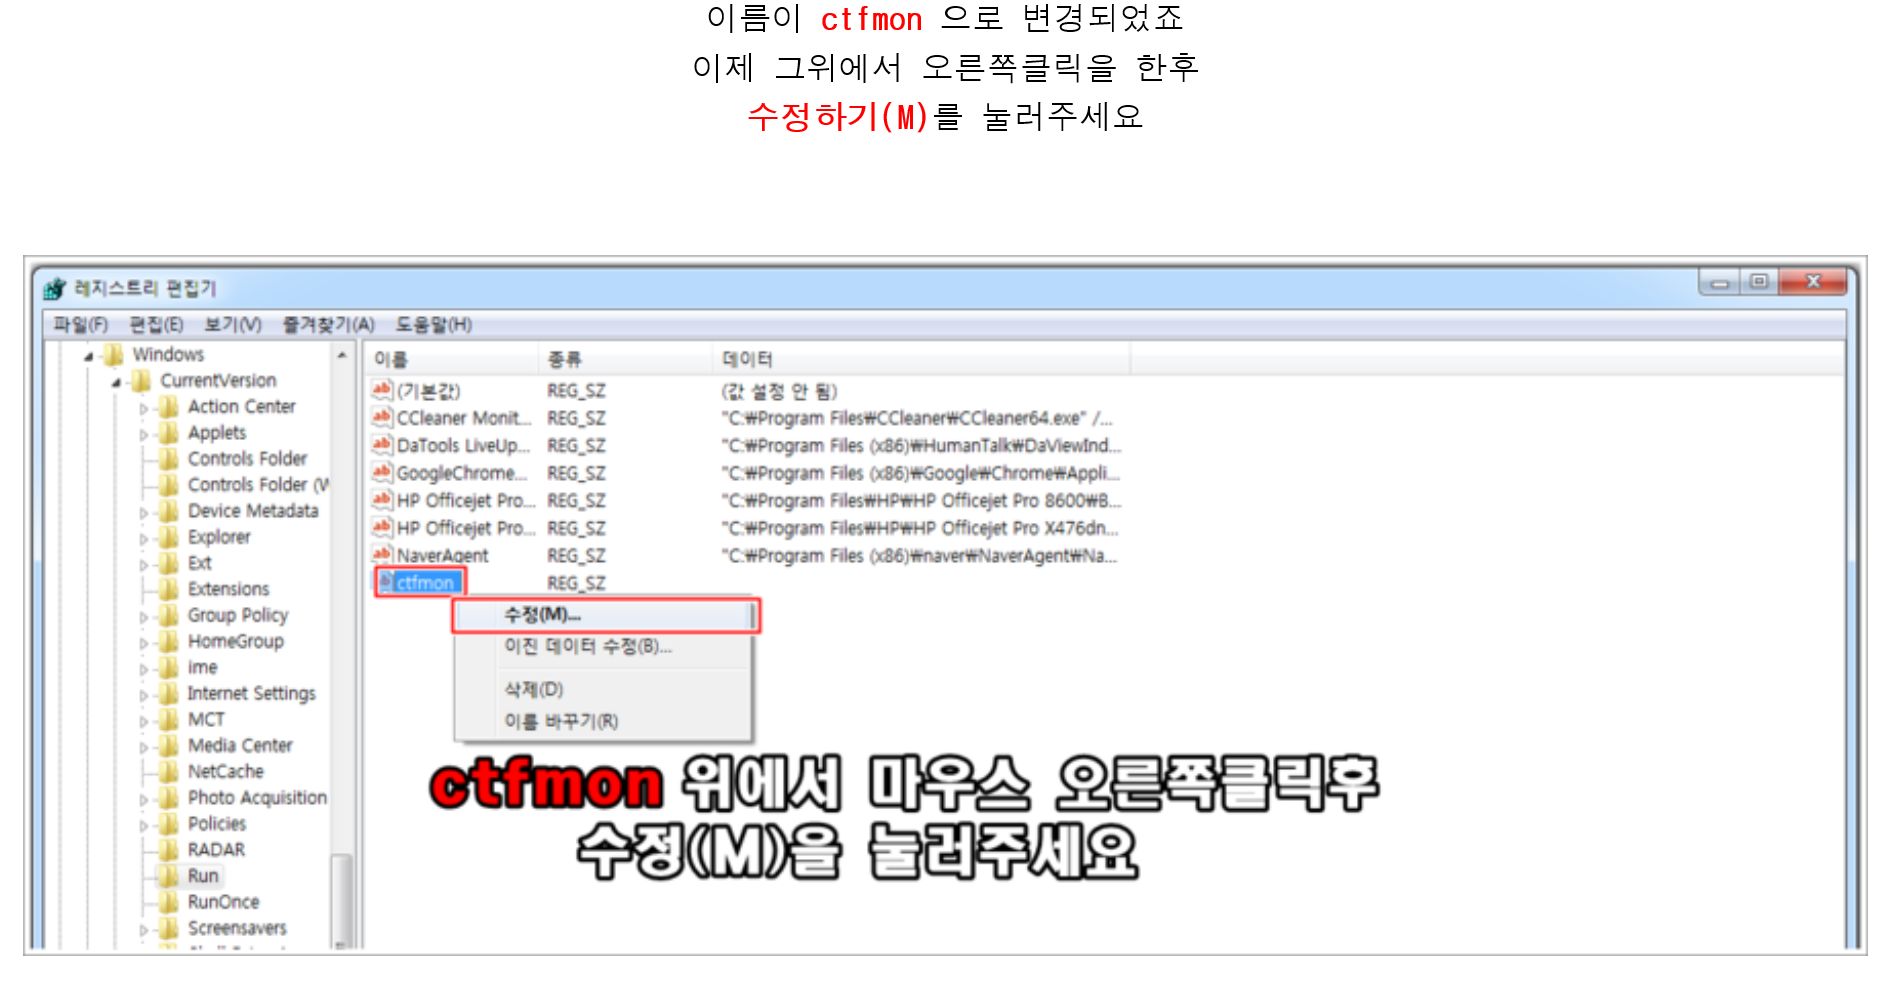 이름이 ctfmon 으로 변경되었죠
이제 그위에서 오른쪽클릭을 한후
수정하기(M)를 눌러주세요
레지스트리 편집기
파일(F) 편집(E) 보기(V) 즐겨찾기(A) 도움말(H)
Windows
CurrentVersion
Action Center
Applets
Controls Folder
Controls Folder (W
Device Metadata
Explorer
Ext
Extensions
Group Policy
HomeGroup
ime
Internet Settings
MCT
Media Center
NetCache
Photo Acquisition
Policies
RADAR
Run
RunOnce
Screensavers
이름 종류 데이터
(기본값) REG_SZ (값 설정 안 됨)
CCleaner Monit... REG_SZ "C:₩Program Files₩CCleaner₩CCleaner64.exe" /...
DaTools LiveUp... REG_SZ "C:₩Program Files (x86)₩HumanTalk₩DaViewInd...
GoogleChrome... REG_SZ "C:₩Program Files (x86)₩Google₩Chrome₩Appli...
HP Officejet Pro... REG_SZ "C:₩Program Files₩HP₩HP Officejet Pro 8600₩B...
HP Officejet Pro... REG_SZ "C:₩Program Files₩HP₩HP Officejet Pro X476dn...
NaverAgent REG_SZ "C:₩Program Files (x86)₩naver₩NaverAgent₩Na...
ctfmon REG_SZ
수정(M)...
이진 데이터 수정(B)...
삭제(D)
이름 바꾸기(R)
ctfmon 위에서 마우스 오른쪽클릭후
수정(M)을 눌러주세요